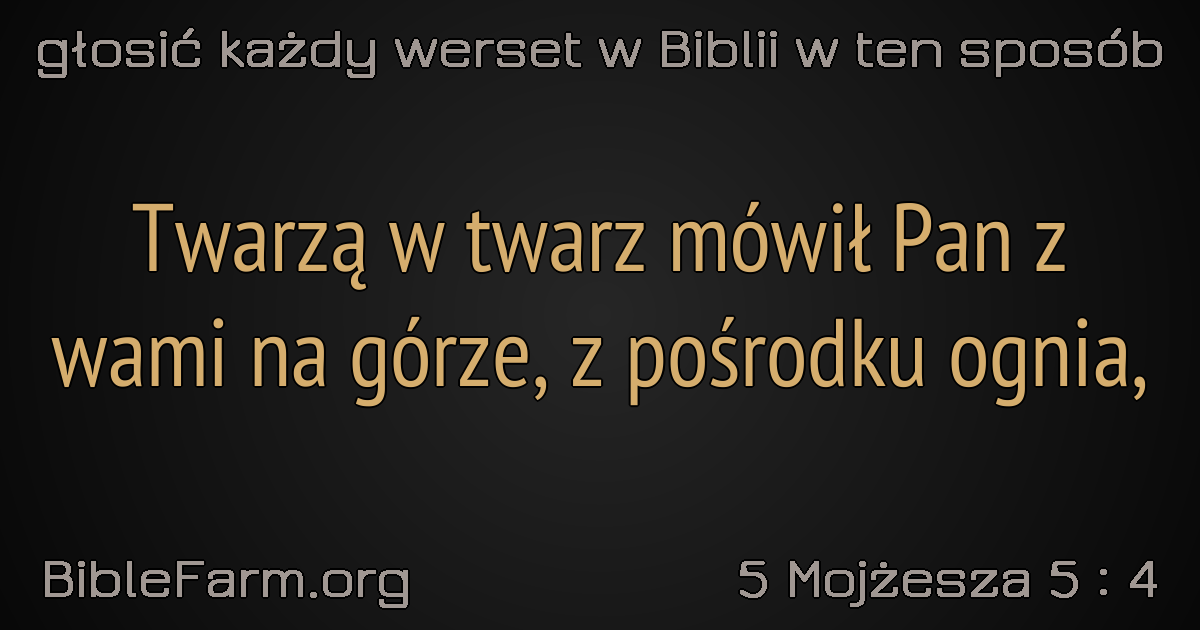 głosić każdy werset w Biblii w ten sposób
Twarzą w twarz mówił Pan z
wami na górze, z pośrodku ognia,
BibleFarm.org
5 Mojżesza 5 : 4